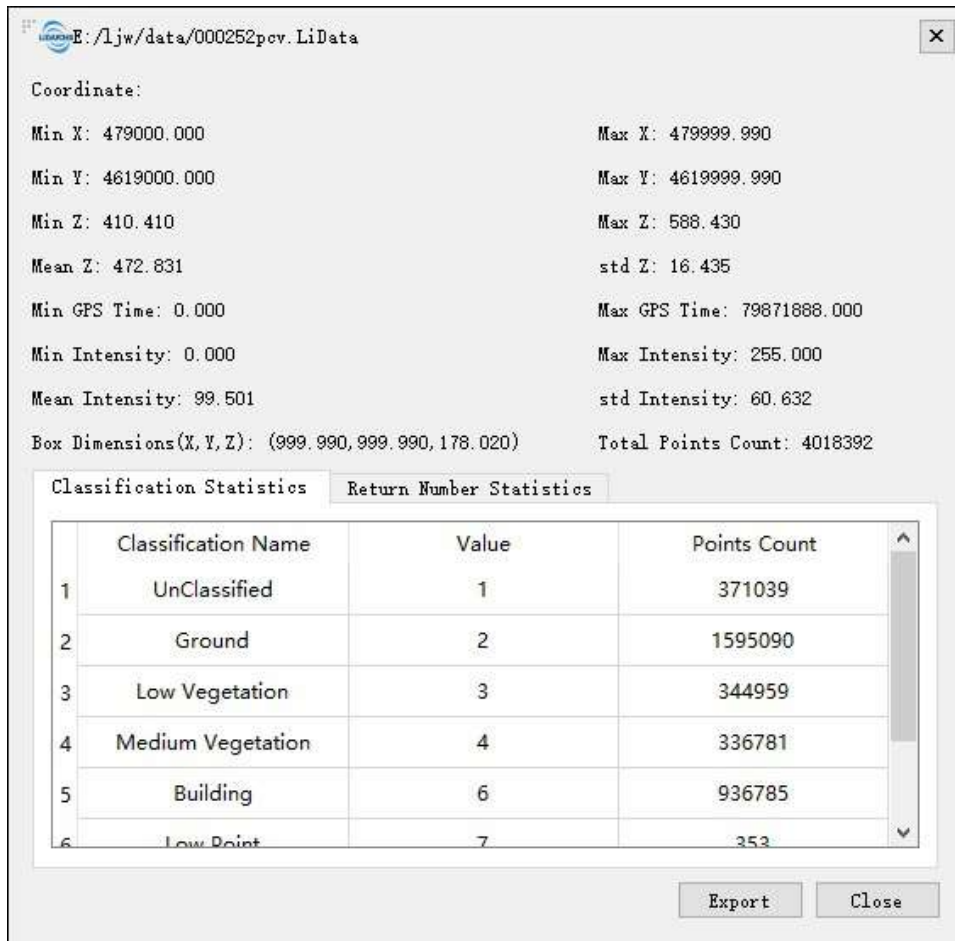 E:/ljw/data/000252pcv.LiData
Coordinate:
Min X: 479000.000 Max X: 479999.990
Min Y: 4619000.000 Max Y: 4619999.990
Min Z: 410.410 Max Z: 588.430
Mean Z: 472.831 std Z: 16.435
Min GPS Time: 0.000 Max GPS Time: 79871888.000
Min Intensity: 0.000 Max Intensity: 255.000
Mean Intensity: 99.501 std Intensity: 60.632
Box Dimensions(X,Y,Z): (999.990,999.990,178.020) Total Points Count: 4018392
Classification Statistics Return Number Statistics
Classification Name Value Points Count
1 UnClassified 1 371039
2 Ground 2 1595090
3 Low Vegetation 3 344959
4 Medium Vegetation 4 336781
5 Building 6 936785
6 Low Point 7 353
Export Close